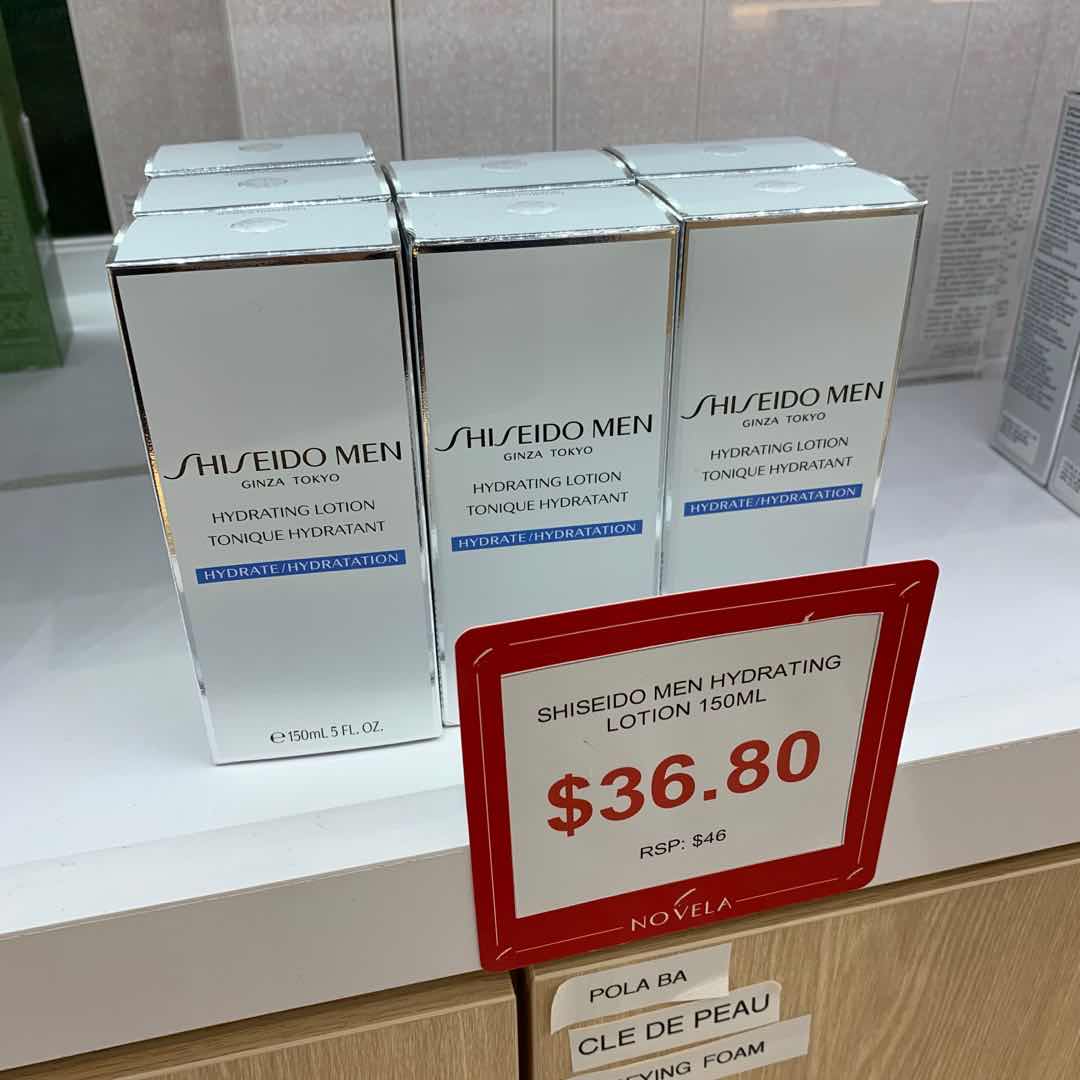 SHISEIDO MEN
GINZA TOKYO
HYDRATING LOTION
TONIQUE HYDRATANT
HYDRATE/HYDRATATION
℮150mL 5 FL. OZ.
SHISEIDO MEN
GINZA TOKYO
HYDRATING LOTION
TONIQUE HYDRATANT
HYDRATE/HYDRATATION
SHISEIDO MEN
GINZA TOKYO
HYDRATING LOTION
TONIQUE HYDRATANT
HYDRATE/HYDRATATION
SHISEIDO MEN HYDRATING
LOTION 150ML
$36.80
RSP: $46
NOVELA
POLA BA
CLE DE PEAU
FOAM